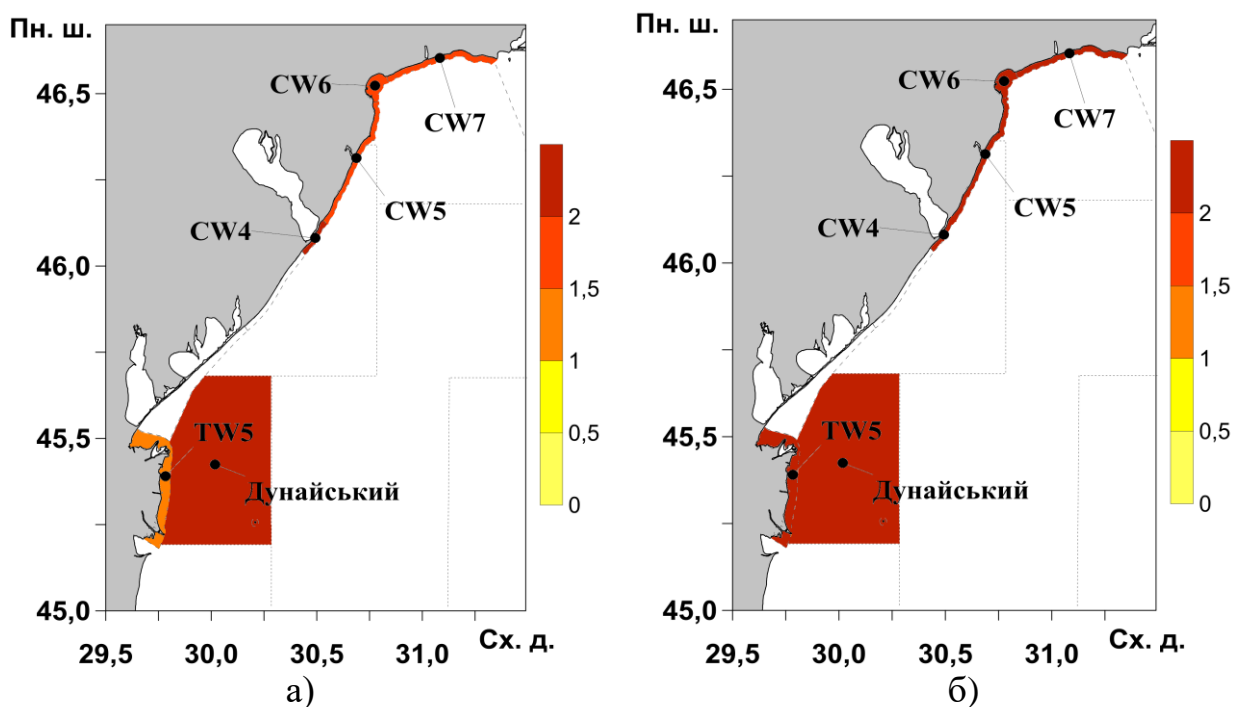 Пн. ш.
46,5
46,0
45,5
45,0
29,5
30,0
30,5
31,0
Сх. д.
CW6
CW7
CW5
CW4
TW5
Дунайський
2
1,5
1
0,5
0
а)
Пн. ш.
46,5
46,0
45,5
45,0
29,5
30,0
30,5
31,0
Сх. д.
CW6
CW7
CW5
CW4
TW5
Дунайський
2
1,5
1
0,5
0
б)